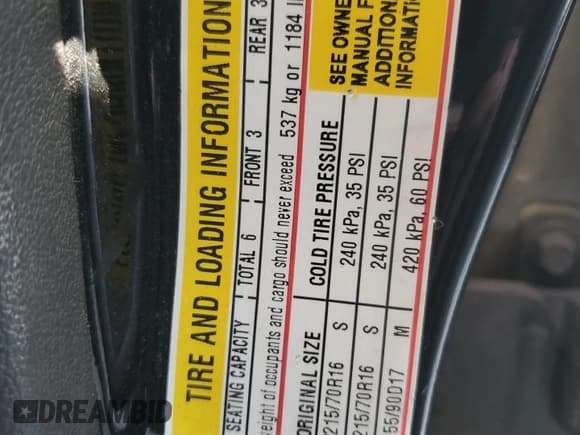 TIRE AND LOADING INFORMATION
SEATING CAPACITY TOTAL 6 FRONT 3 REAR 3
eight of occupants and cargo should never exceed 537 kg or 1184 l
ORIGINAL SIZE COLD TIRE PRESSURE
215/70R16 S 240 kPa, 35 PSI
215/70R16 S 240 kPa, 35 PSI
55/90D17 M 420 kPa, 60 PSI
SEE OWNE
MANUAL F
ADDITION
INFORMATI
DREAMBID